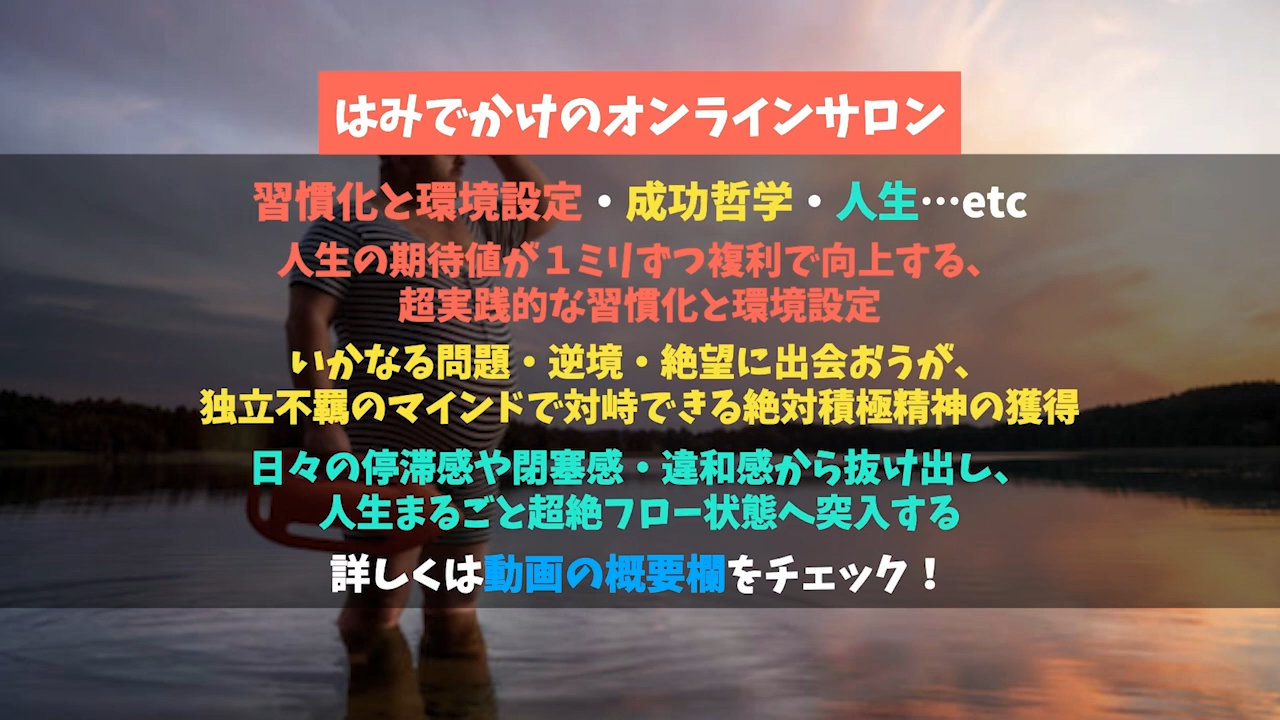 はみでかけのオンラインサロン
習慣化と環境設定・成功哲学・人生…etc
人生の期待値が１ミリずつ複利で向上する、
超実践的な習慣化と環境設定
いかなる問題・逆境・絶望に出会おうが、
独立不羈のマインドで対峙できる絶対積極精神の獲得
日々の停滞感や閉塞感・違和感から抜け出し、
人生まるごと超絶フロー状態へ突入する
詳しくは動画の概要欄をチェック！